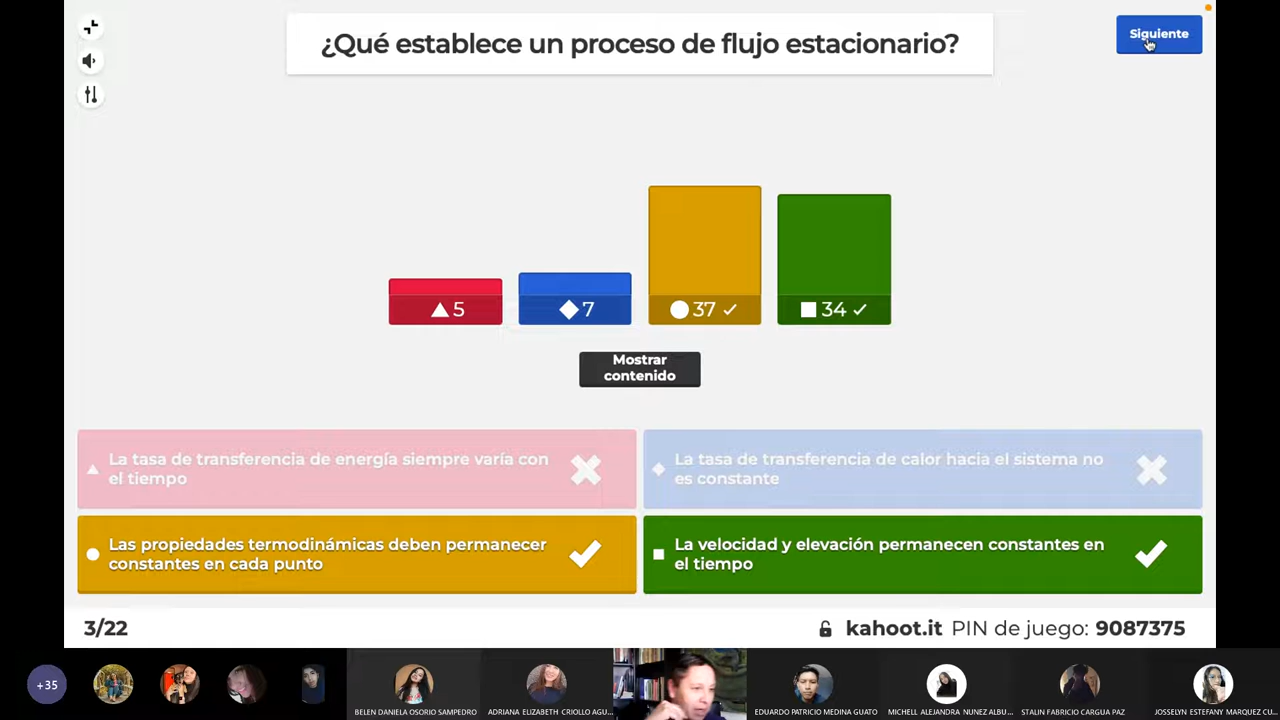 ¿Qué establece un proceso de flujo estacionario?
Siguiente
5
7
37
34
Mostrar
contenido
La tasa de transferencia de energía siempre varía con
el tiempo
La tasa de transferencia de calor hacia el sistema no
es constante
Las propiedades termodinámicas deben permanecer
constantes en cada punto
La velocidad y elevación permanecen constantes en
el tiempo
3/22
kahoot.it PIN de juego: 9087375
+35
BELEN DANIELA OSORIO SAMPEDRO
ADRIANA ELIZABETH CRIOLLO AGU...
EDUARDO PATRICIO MEDINA GUATO
MICHELL ALEJANDRA NUNEZ ALBU...
STALIN FABRICIO CARGUA PAZ
JOSSELYN ESTEFANY MARQUEZ CU...